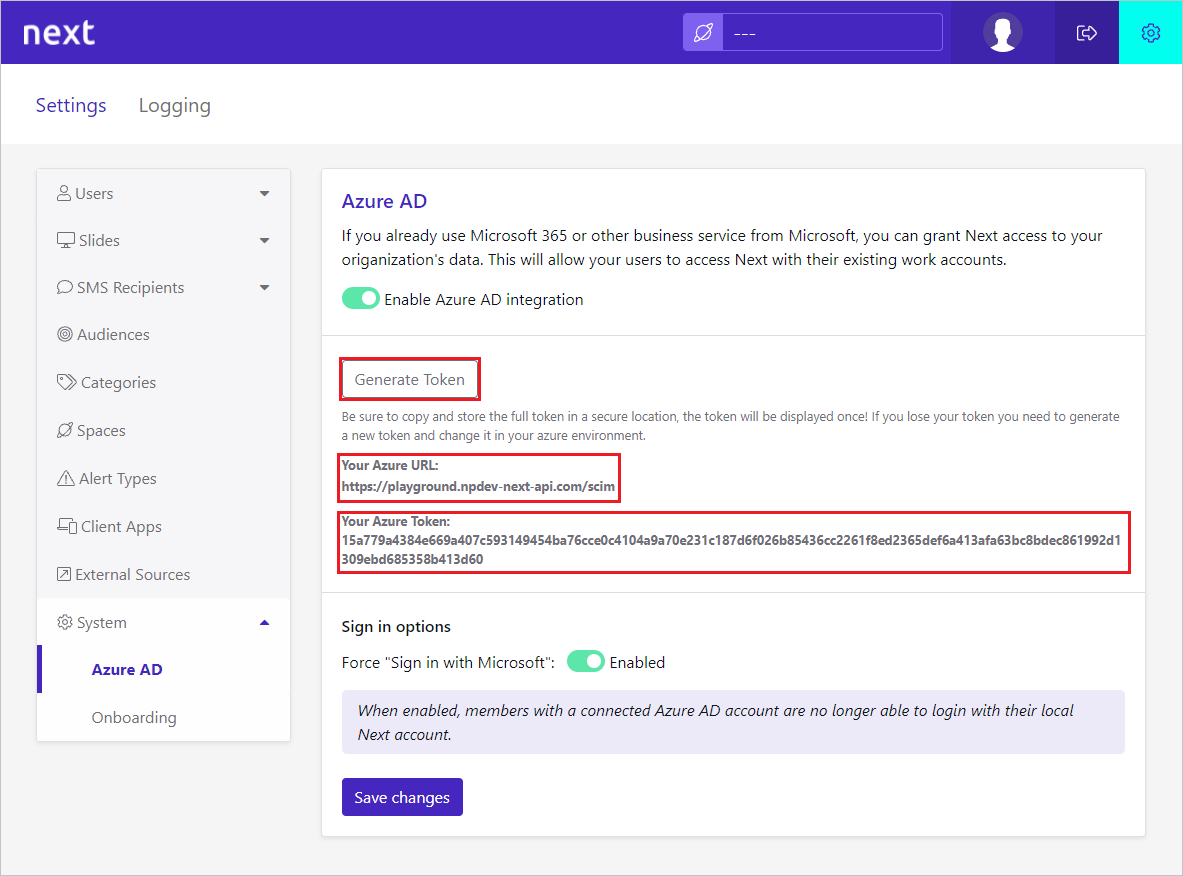 next
---
Settings
Logging
Users
Slides
SMS Recipients
Audiences
Categories
Spaces
Alert Types
Client Apps
External Sources
System
Azure AD
Onboarding
Azure AD
If you already use Microsoft 365 or other business service from Microsoft, you can grant Next access to your
origanization's data. This will allow your users to access Next with their existing work accounts.
Enable Azure AD integration
Generate Token
Be sure to copy and store the full token in a secure location, the token will be displayed once! If you lose your token you need to generate
a new token and change it in your azure environment.
Your Azure URL:
https://playground.npdev-next-api.com/scim
Your Azure Token:
15a779a4384e669a407c593149454ba76cce0c4104a9a70e231c187d6f026b85436cc2261f8ed2365def6a413afa63bc8bdec861992d1
309ebd685358b413d60
Sign in options
Force "Sign in with Microsoft":
Enabled
When enabled, members with a connected Azure AD account are no longer able to login with their local
Next account.
Save changes